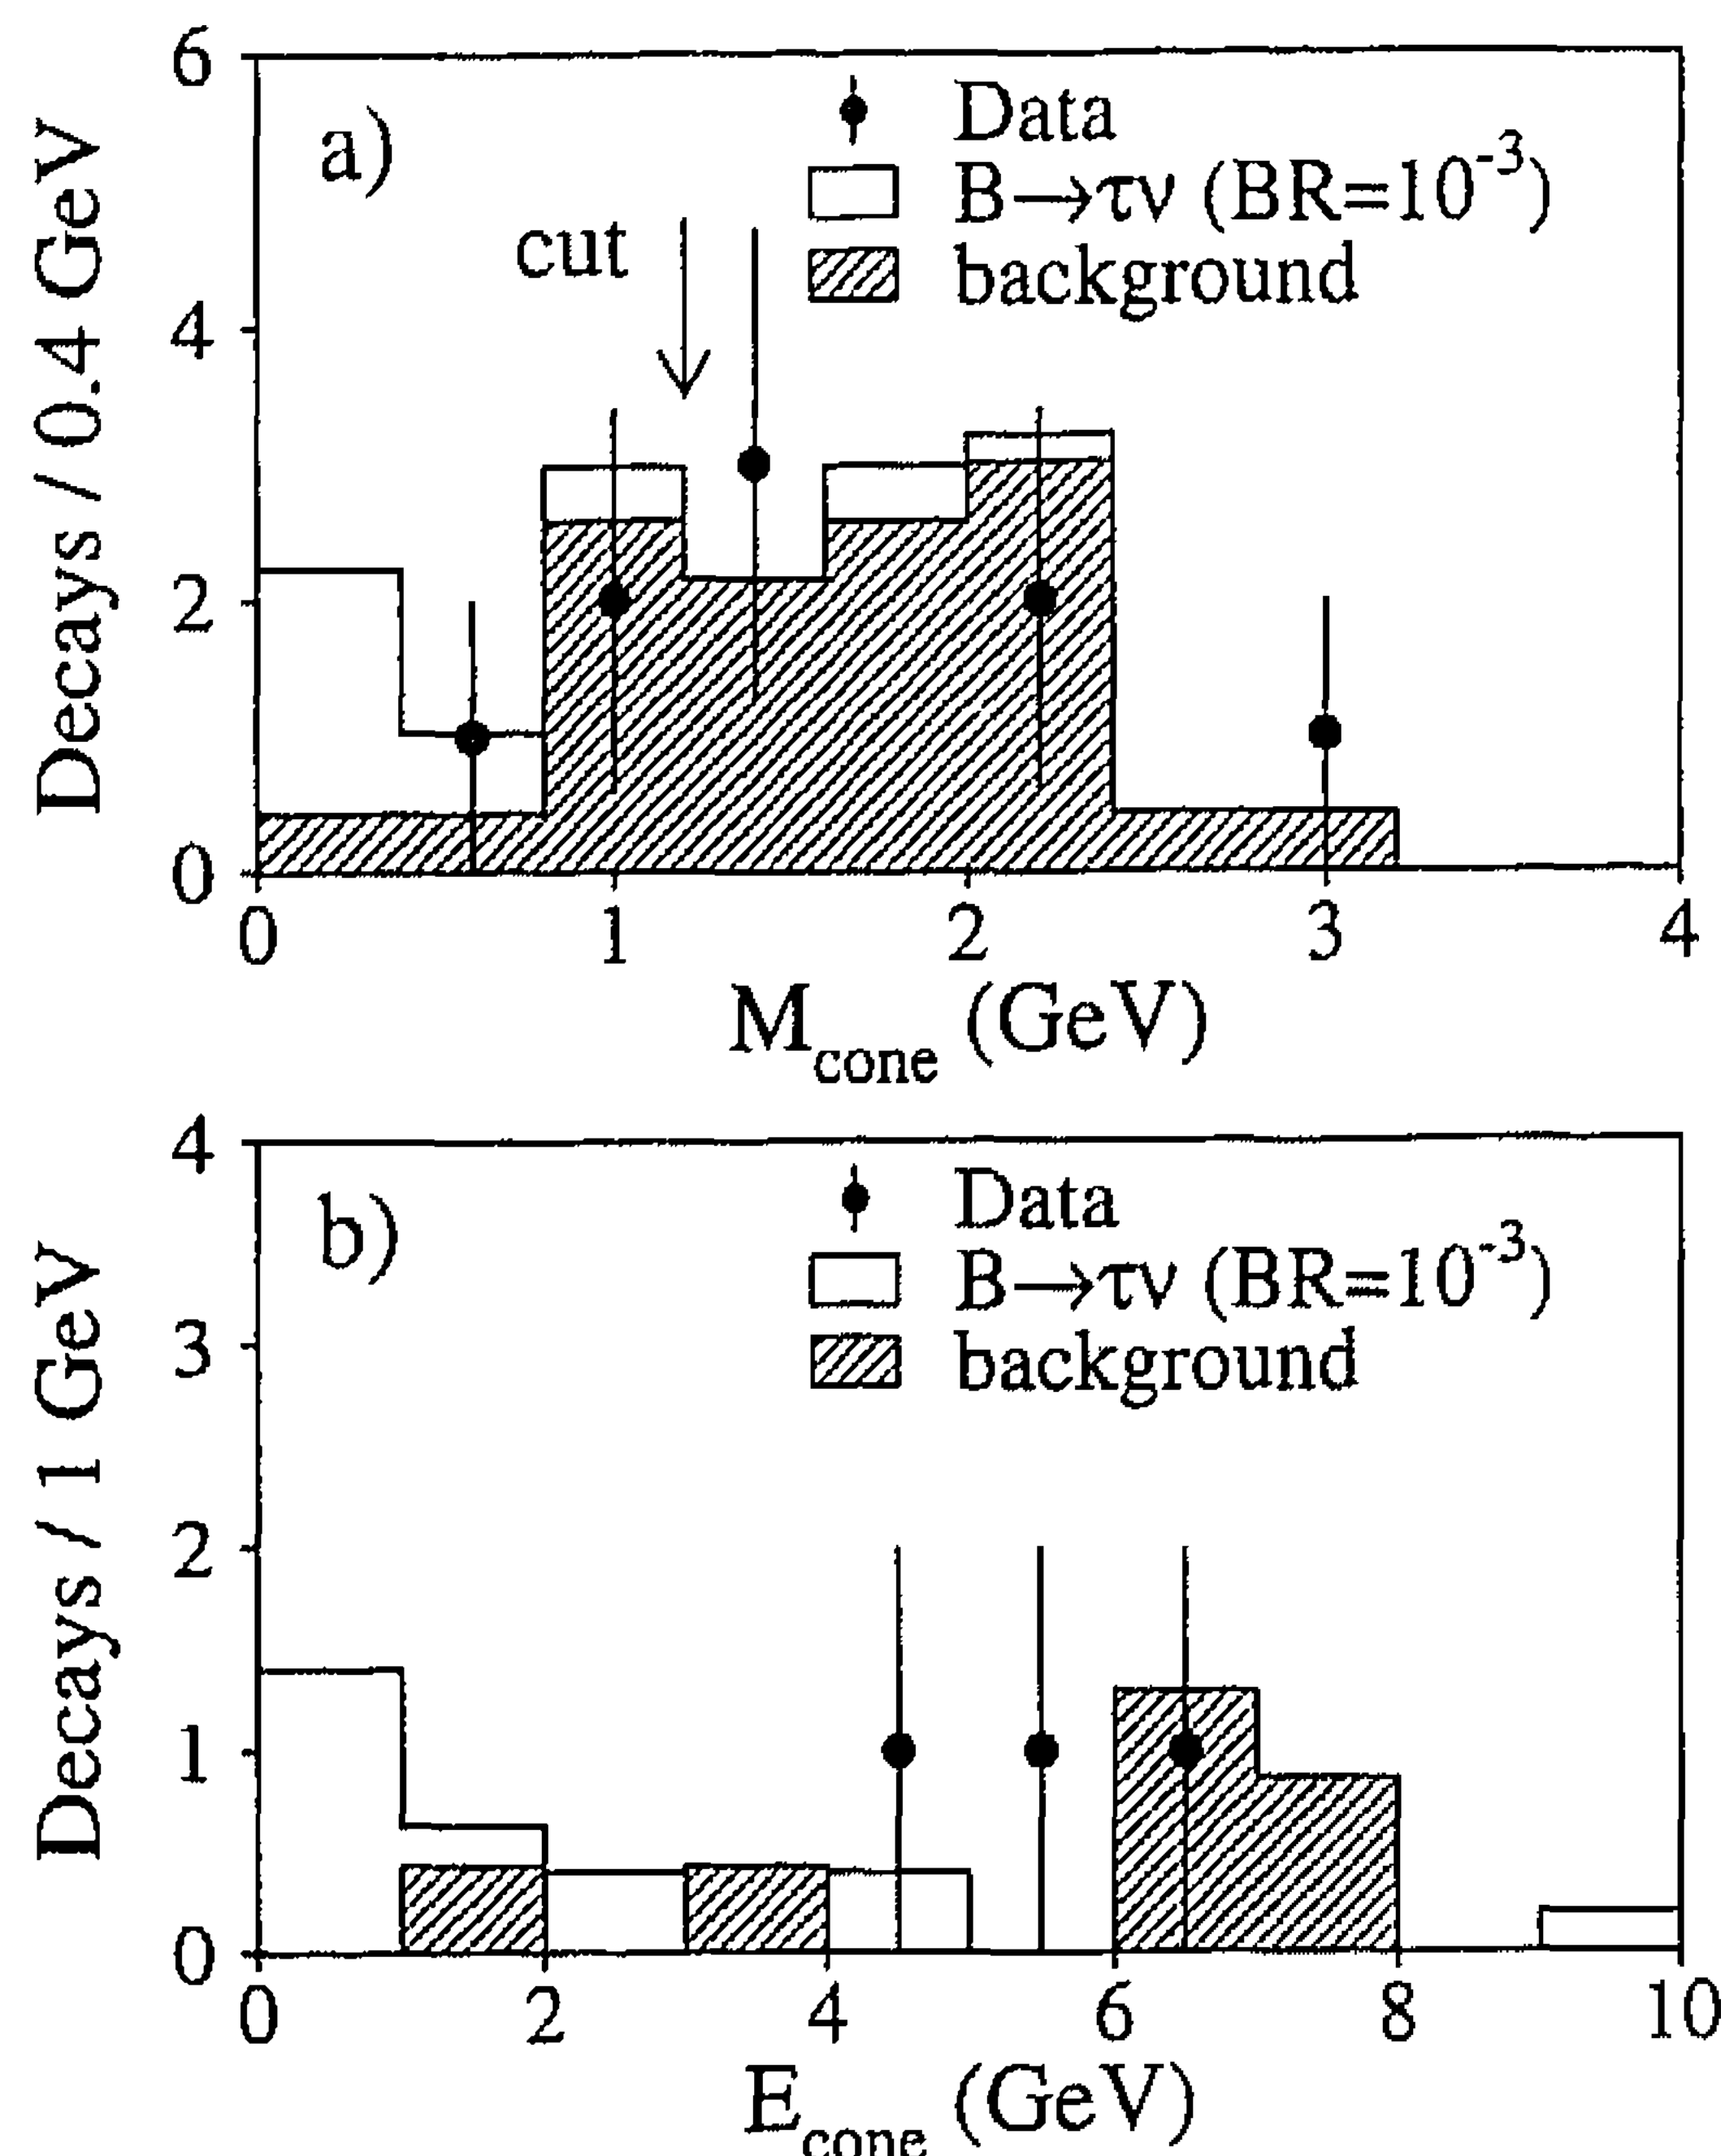 6
a)
Data
B→τν (BR=10⁻³)
background
cut
4
2
0
0 1 2 3 4
Decays / 0.4 GeV
M_cone (GeV)
4
b)
Data
B→τν (BR=10⁻³)
background
3
2
1
0
0 2 4 6 8 10
Decays / 1 GeV
E_cone (GeV)